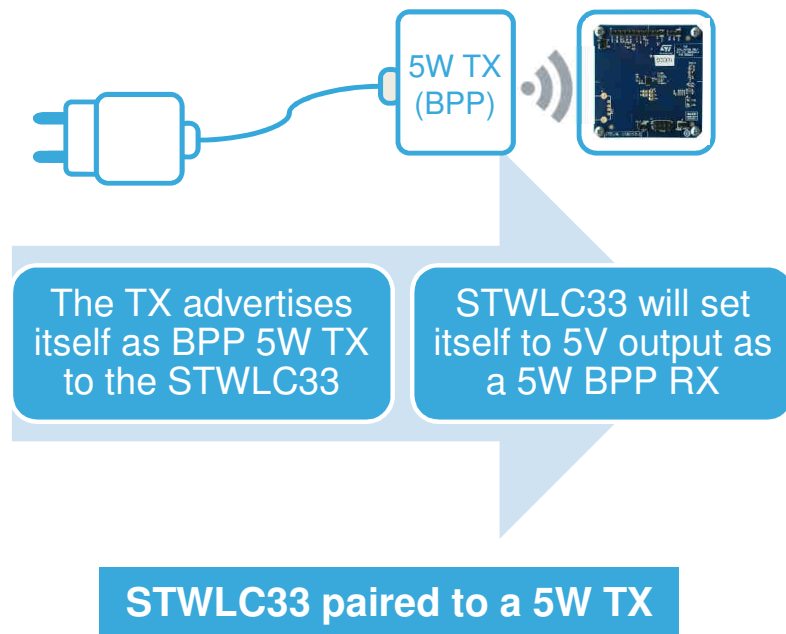 5W TX
(BPP)
The TX advertises
itself as BPP 5W TX
to the STWLC33
STWLC33 will set
itself to 5V output as
a 5W BPP RX
STWLC33 paired to a 5W TX